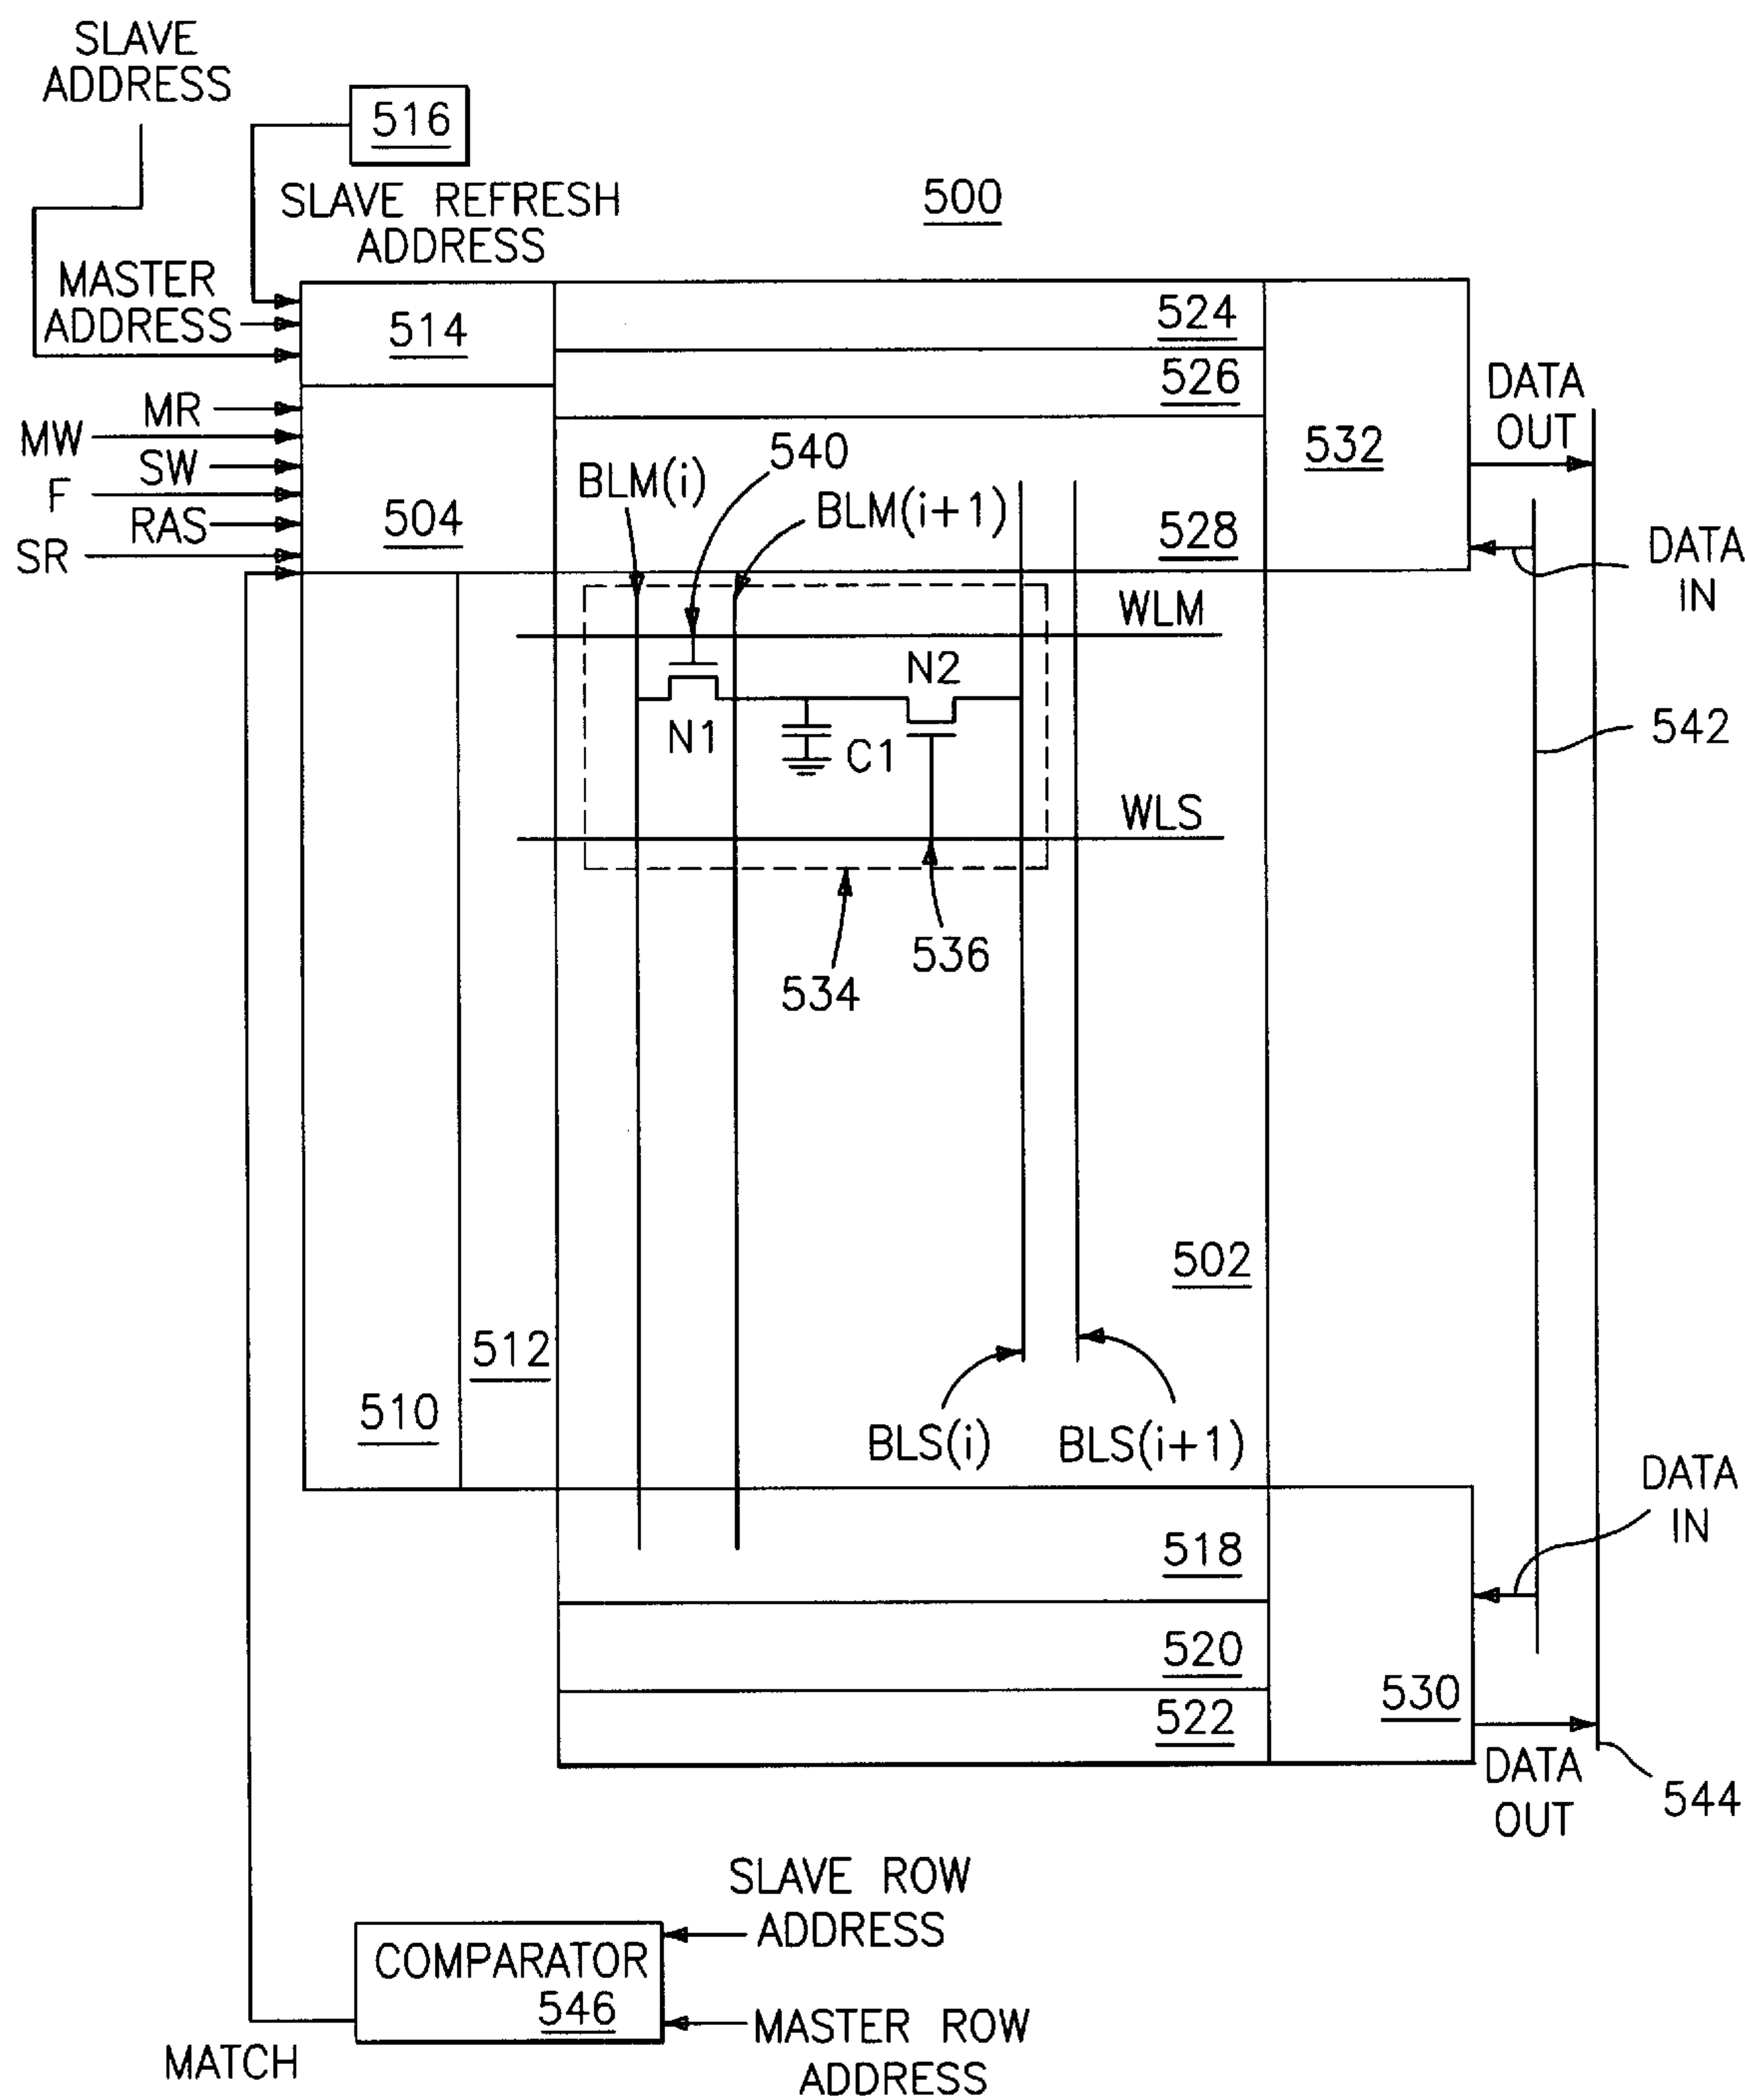 SLAVE
ADDRESS
516
SLAVE REFRESH
ADDRESS
500
MASTER
ADDRESS
514
524
526
DATA
OUT
MR
MW
SW
F
RAS
SR
504
BLM(i)
540
BLM(i+1)
532
528
DATA
IN
WLM
N2
N1
C1
542
WLS
536
534
502
512
510
BLS(i)
BLS(i+1)
DATA
IN
518
520
530
522
DATA
OUT
544
SLAVE ROW
ADDRESS
COMPARATOR
546
MASTER ROW
ADDRESS
MATCH